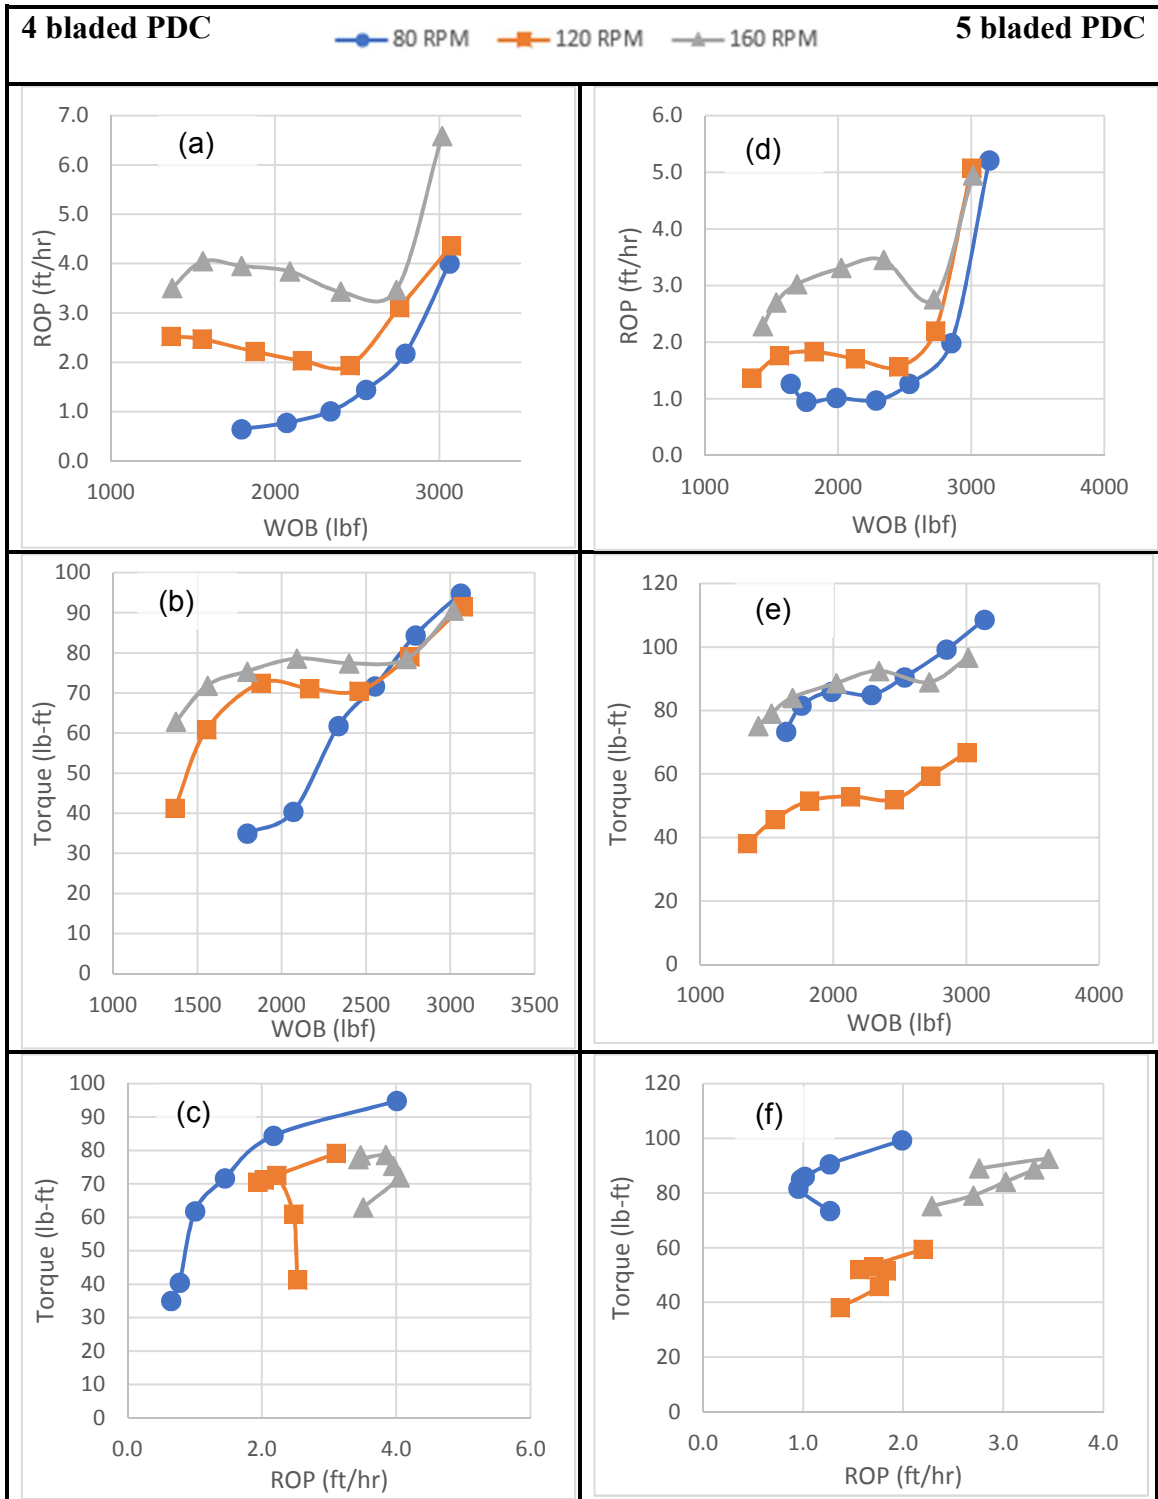 4 bladed PDC
80 RPM 120 RPM 160 RPM
5 bladed PDC
(a)
ROP (ft/hr)
7.0
6.0
5.0
4.0
3.0
2.0
1.0
0.0
1000 2000 3000
WOB (lbf)
(d)
ROP (ft/hr)
6.0
5.0
4.0
3.0
2.0
1.0
0.0
1000 2000 3000 4000
WOB (lbf)
(b)
Torque (lb-ft)
100
90
80
70
60
50
40
30
20
10
0
1000 1500 2000 2500 3000 3500
WOB (lbf)
(e)
Torque (lb-ft)
120
100
80
60
40
20
0
1000 2000 3000 4000
WOB (lbf)
(c)
Torque (lb-ft)
100
90
80
70
60
50
40
30
20
10
0
0.0 2.0 4.0 6.0
ROP (ft/hr)
(f)
Torque (lb-ft)
120
100
80
60
40
20
0
0.0 1.0 2.0 3.0 4.0
ROP (ft/hr)